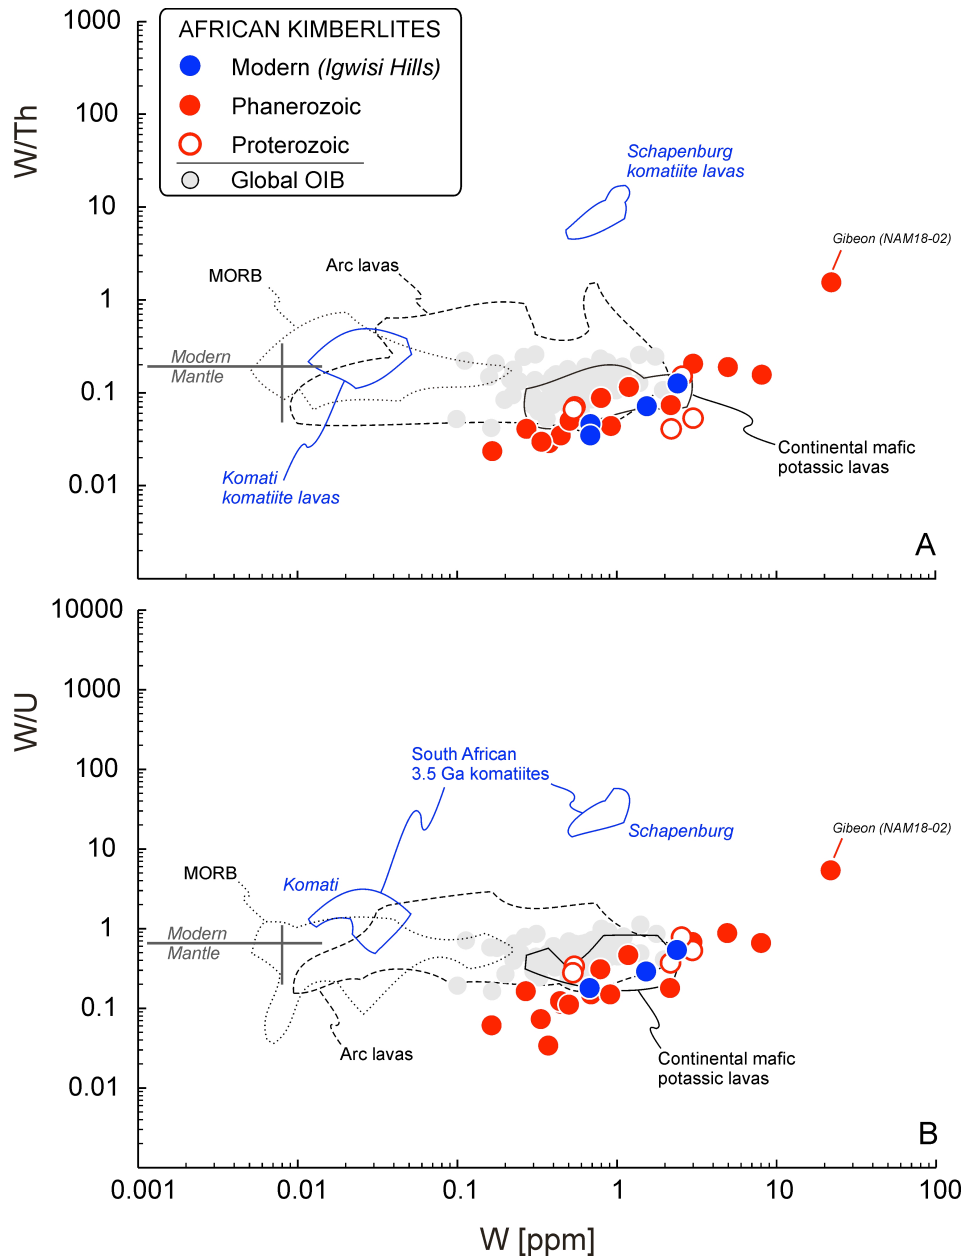 1000
100
10
1
0.1
0.01
W/Th
AFRICAN KIMBERLITES
Modern (Igwisi Hills)
Phanerozoic
Proterozoic
Global OIB
Schapenburg
komatiite lavas
Gibeon (NAM18-02)
Arc lavas
MORB
Modern
Mantle
Komati
komatiite lavas
Continental mafic
potassic lavas
A
10000
1000
100
10
1
0.1
0.01
W/U
South African
3.5 Ga komatiites
Schapenburg
Gibeon (NAM18-02)
MORB
Komati
Modern
Mantle
Arc lavas
Continental mafic
potassic lavas
B
0.001
0.01
0.1
1
10
100
W [ppm]